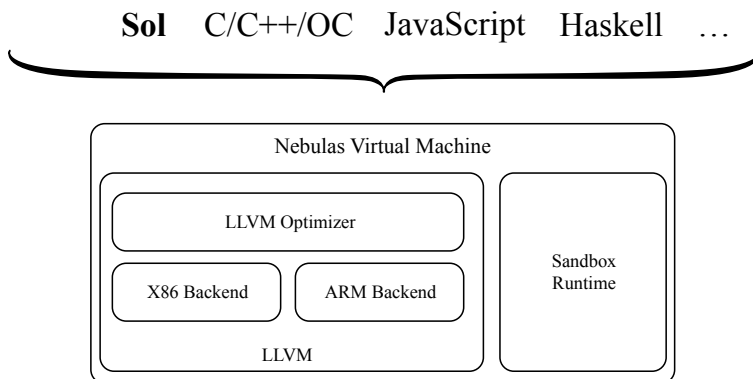 Sol C/C++/OC JavaScript Haskell …
Nebulas Virtual Machine
LLVM Optimizer
X86 Backend ARM Backend
LLVM
Sandbox
Runtime